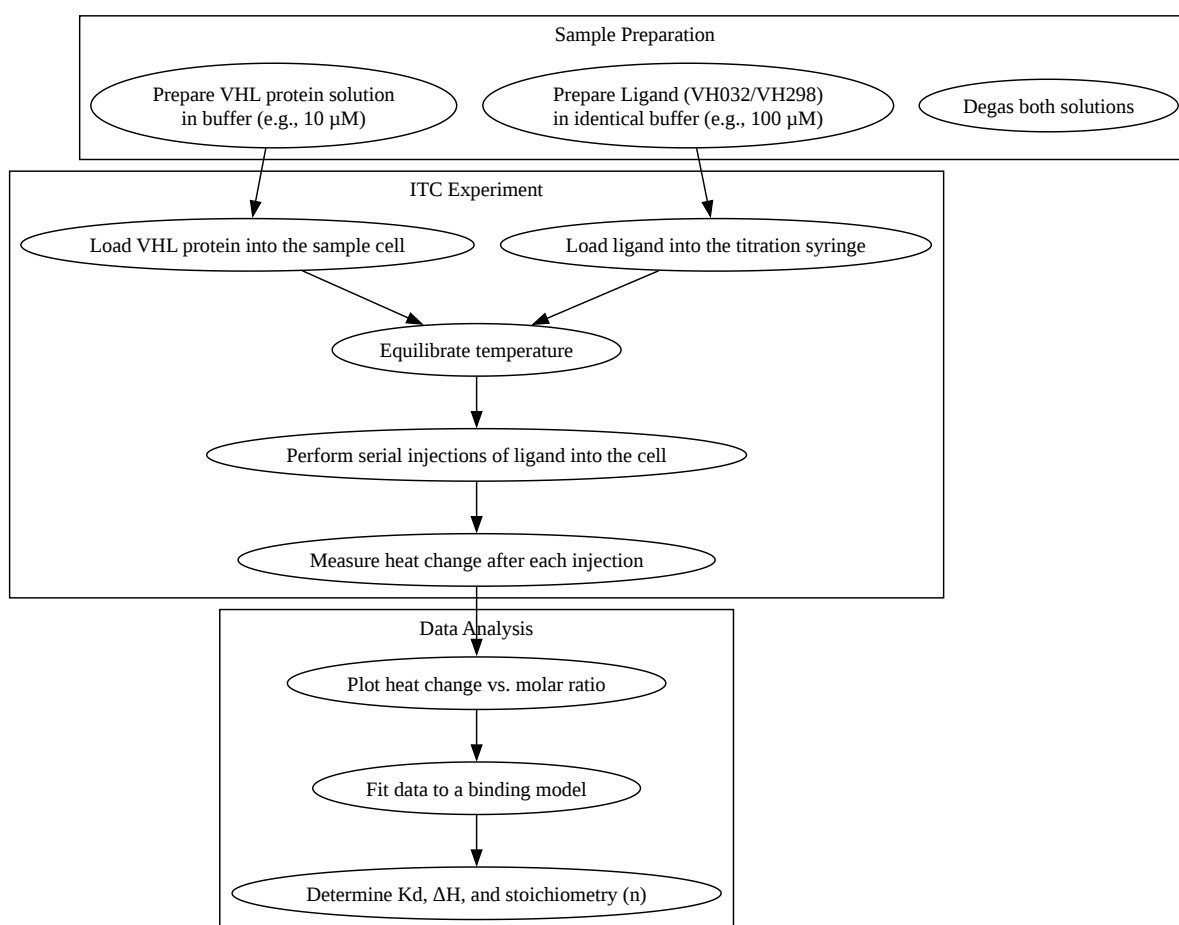 Sample Preparation
Prepare VHL protein solution
in buffer (e.g., 10 µM)
Prepare Ligand (VH032/VH298)
in identical buffer (e.g., 100 µM)
Degas both solutions
ITC Experiment
Load VHL protein into the sample cell
Load ligand into the titration syringe
Equilibrate temperature
Perform serial injections of ligand into the cell
Measure heat change after each injection
Data Analysis
Plot heat change vs. molar ratio
Fit data to a binding model
Determine Kd, ΔH, and stoichiometry (n)